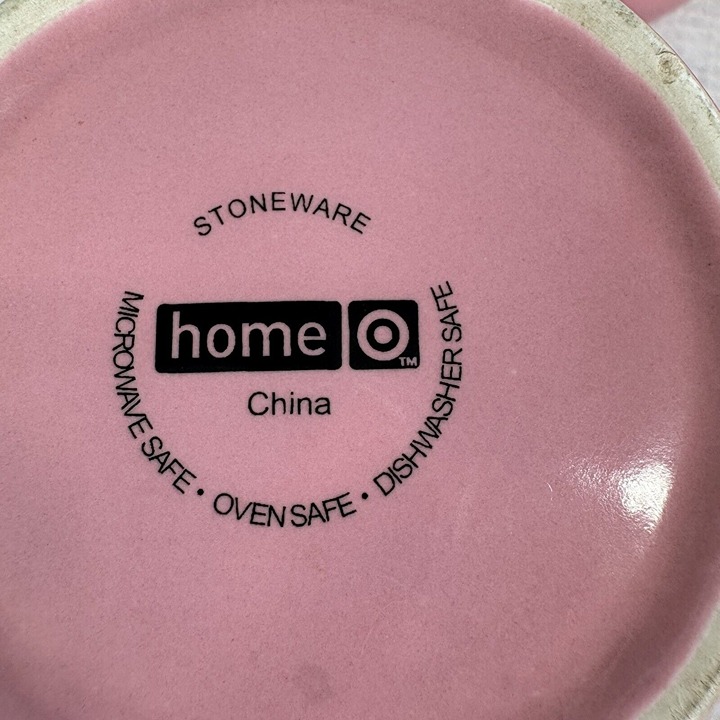 STONEWARE
home
TM
China
MICROWAVE SAFE • OVEN SAFE • DISHWASHER SAFE